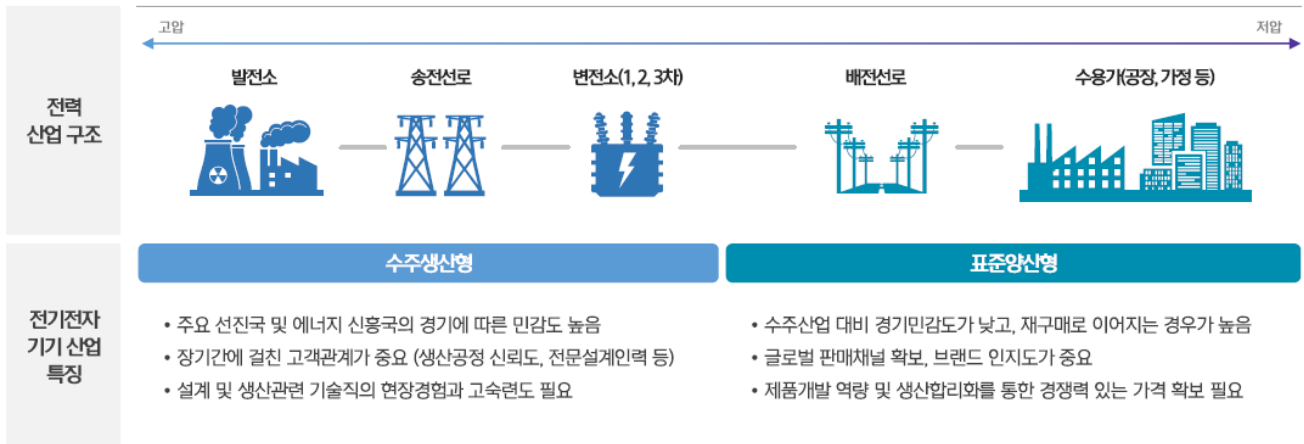 고압
저압
전력
산업 구조
발전소
송전선로
변전소(1, 2, 3차)
배전선로
수용가(공장, 가정 등)
전기전자
기기 산업
특징
수주생산형
• 주요 선진국 및 에너지 신흥국의 경기에 따른 민감도 높음
• 장기간에 걸친 고객관계가 중요 (생산공정 신뢰도, 전문설계인력 등)
• 설계 및 생산관련 기술직의 현장경험과 고숙련도 필요
표준양산형
• 수주산업 대비 경기민감도가 낮고, 재구매로 이어지는 경우가 높음
• 글로벌 판매채널 확보, 브랜드 인지도가 중요
• 제품개발 역량 및 생산합리화를 통한 경쟁력 있는 가격 확보 필요